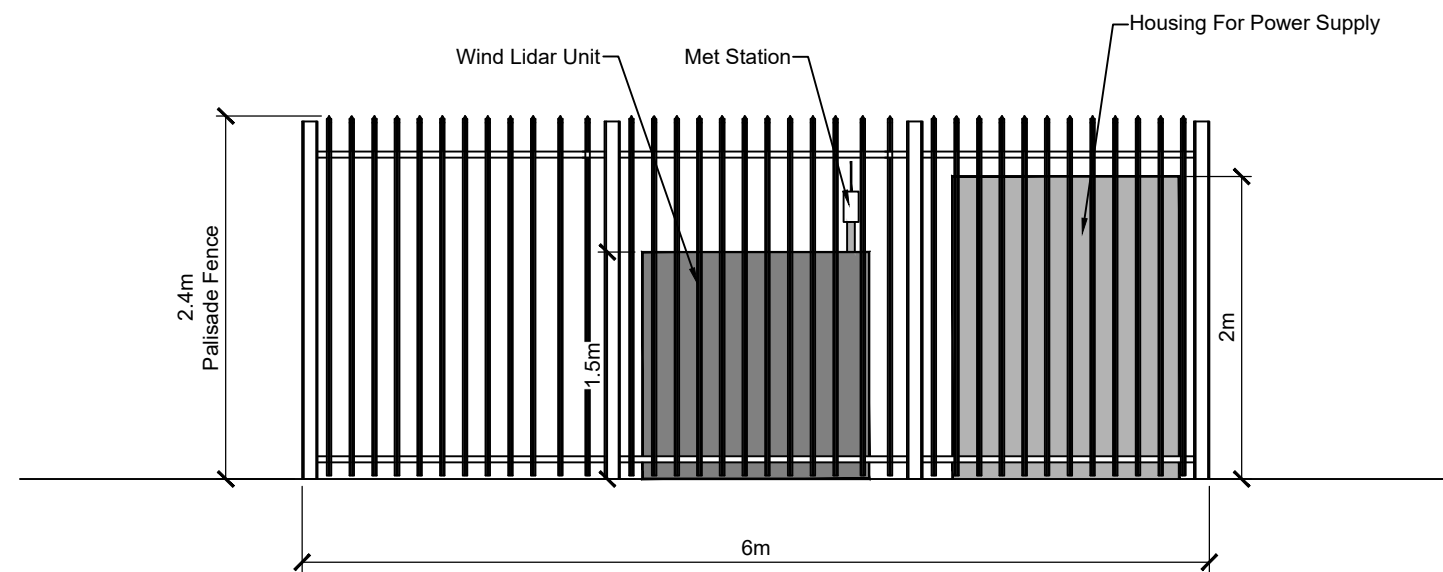 Housing For Power Supply
Wind Lidar Unit
Met Station
2.4m
Palisade Fence
1.5m
2m
6m